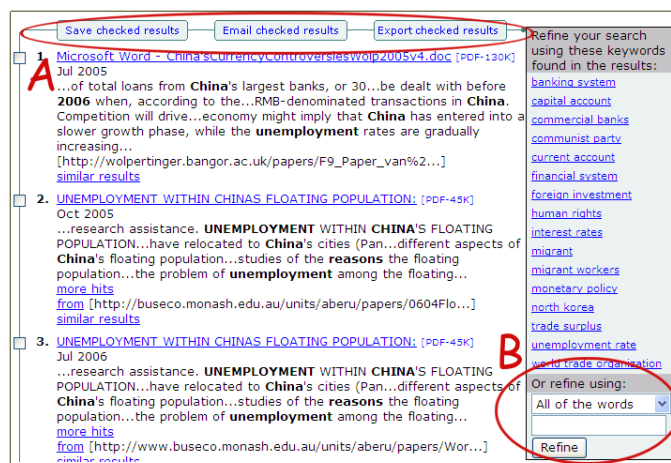 Save checked results
Email checked results
Export checked results
A
1. Microsoft Word - China'sCurrencyControversiesWolp2005v4.doc [PDF-130K]
Jul 2005
...of total loans from China's largest banks, or 30...be dealt with before
2006 when, according to the...RMB-denominated transactions in China.
Competition will drive...economy might imply that China has entered into a
slower growth phase, while the unemployment rates are gradually
increasing...
[http://wolpertinger.bangor.ac.uk/papers/F9_Paper_van%2...]
similar results
2. UNEMPLOYMENT WITHIN CHINAS FLOATING POPULATION: [PDF-45K]
Oct 2005
...research assistance. UNEMPLOYMENT WITHIN CHINA'S FLOATING
POPULATION...have relocated to China's cities (Pan...different aspects of
China's floating population...studies of the reasons the floating
population...the problem of unemployment among the floating...
more hits
from [http://buseco.monash.edu.au/units/aberu/papers/0604Flo...]
similar results
3. UNEMPLOYMENT WITHIN CHINAS FLOATING POPULATION: [PDF-45K]
Jul 2006
...research assistance. UNEMPLOYMENT WITHIN CHINA'S FLOATING
POPULATION...have relocated to China's cities (Pan...different aspects of
China's floating population...studies of the reasons the floating
population...the problem of unemployment among the floating...
more hits
from [http://www.buseco.monash.edu.au/units/aberu/papers/Wor...]
similar results
Refine your search
using these keywords
found in the results:
banking system
capital account
commercial banks
communist party
current account
financial system
foreign investment
human rights
interest rates
migrant
migrant workers
monetary policy
north korea
trade surplus
unemployment rate
world trade organization
B
Or refine using:
All of the words
Refine